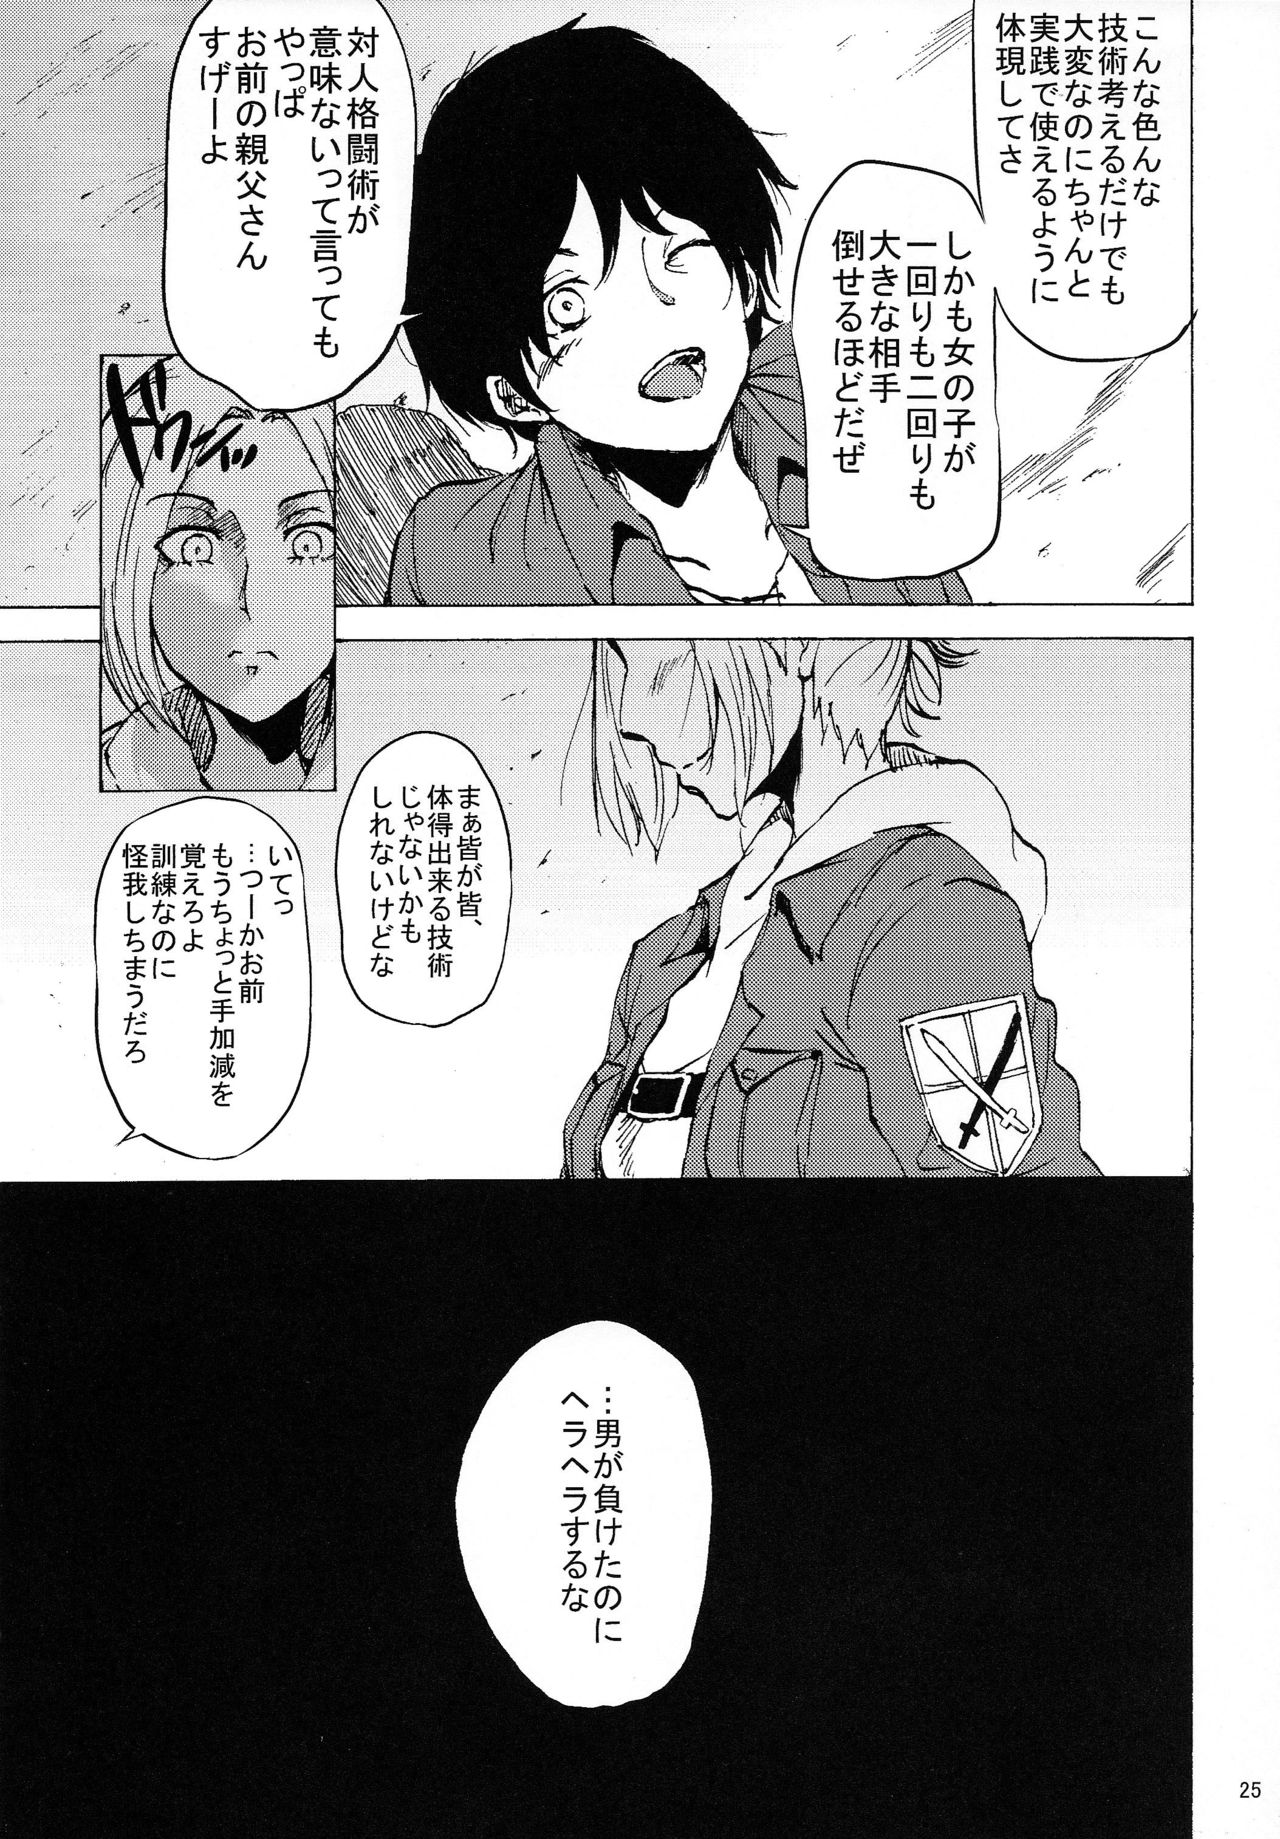 こんな色んな
技術考えるだけでも
大変なのにちゃんと
実践で使えるように
体現してさ
しかも女の子が
一回りも二回りも
大きな相手
倒せるほどだぜ
対人格闘術が
意味ないって言っても
やっぱ
お前の親父さん
すげーよ
まぁ皆が皆、
体得出来る技術
じゃないかも
しれないけどな
いてっ
…つーかお前
もうちょっと手加減を
覚えろよ
訓練なのに
怪我しちまうだろ
…男が負けたのに
ヘラヘラするな
25